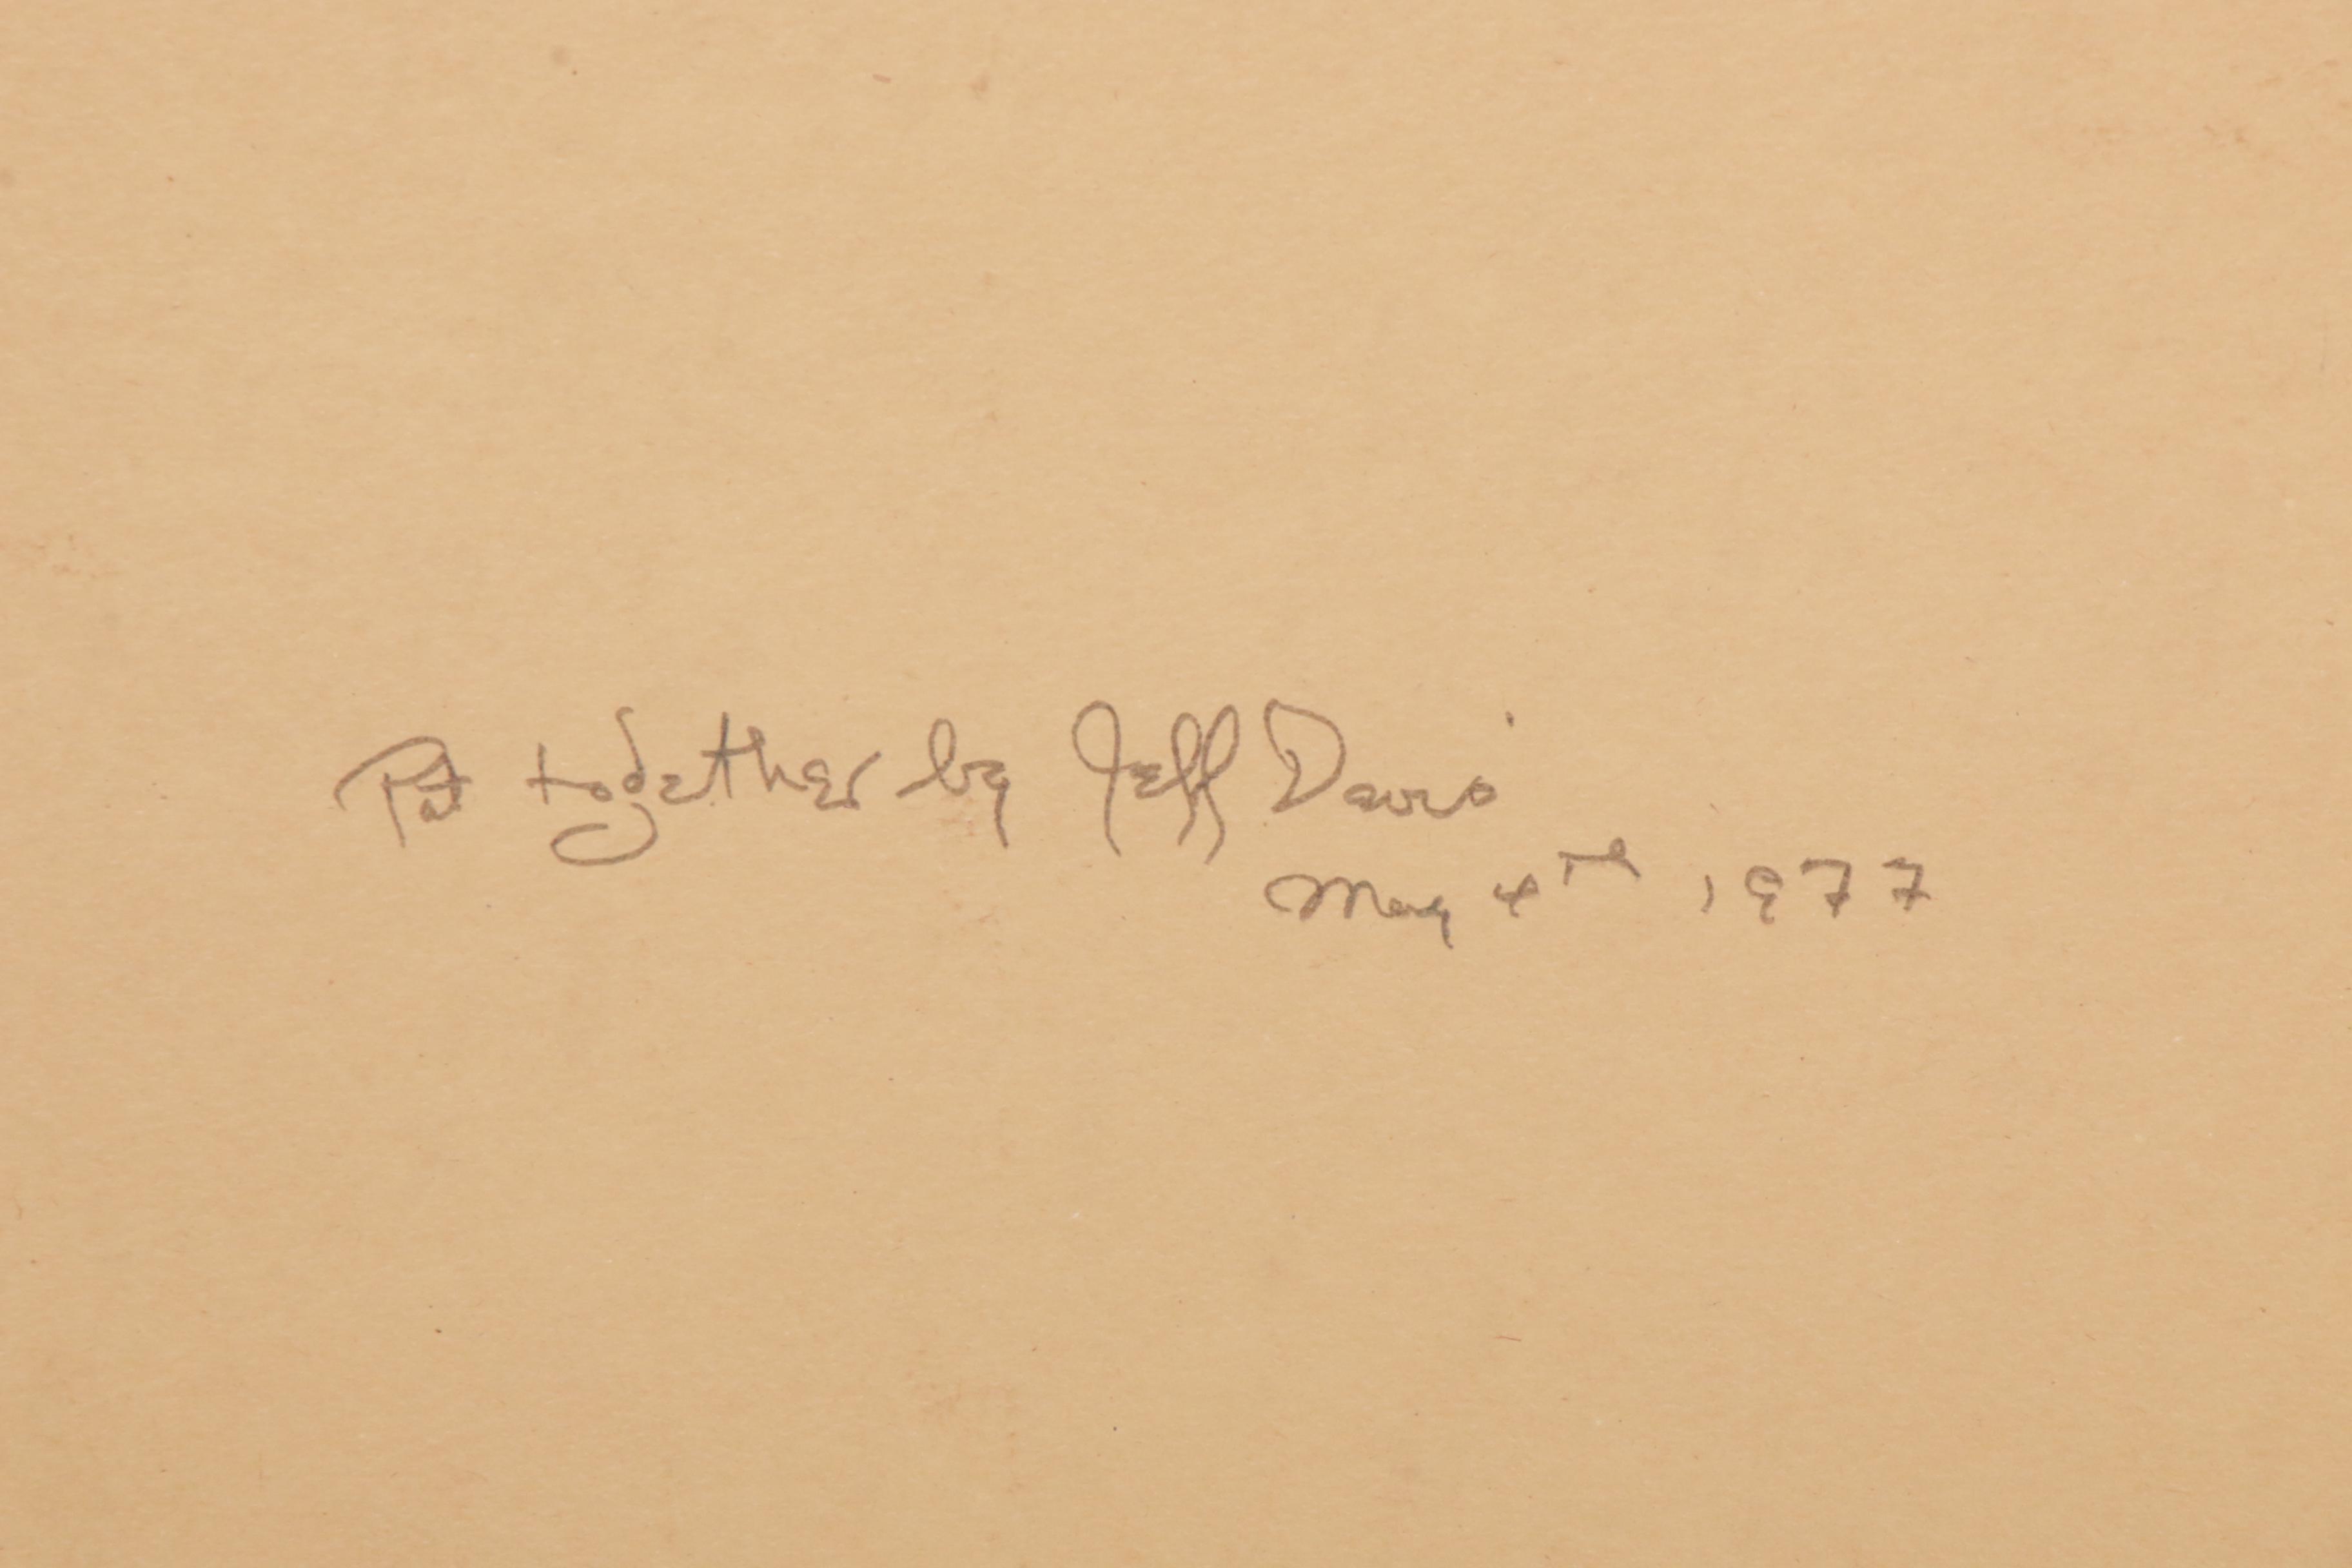 Put together by Jeff Davis
May 4th, 1977